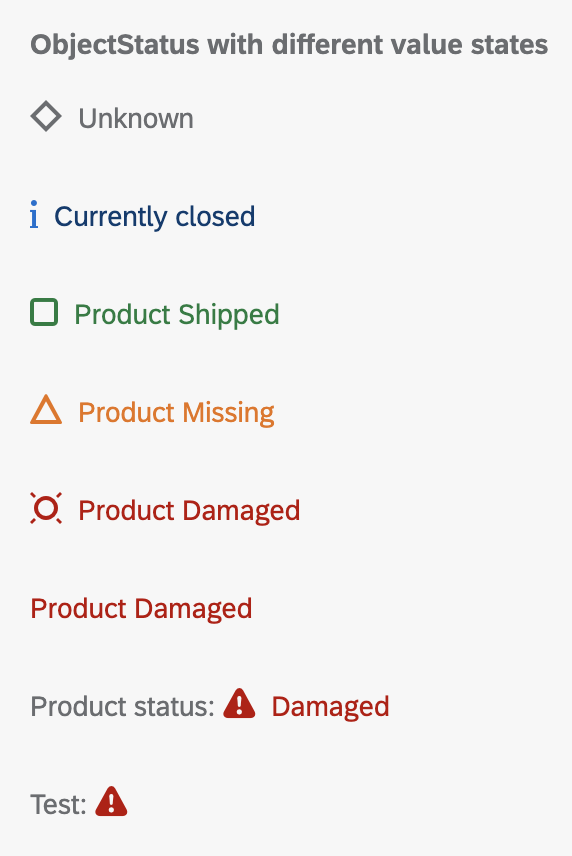 ObjectStatus with different value states
Unknown
Currently closed
Product Shipped
Product Missing
Product Damaged
Product Damaged
Product status: Damaged
Test: